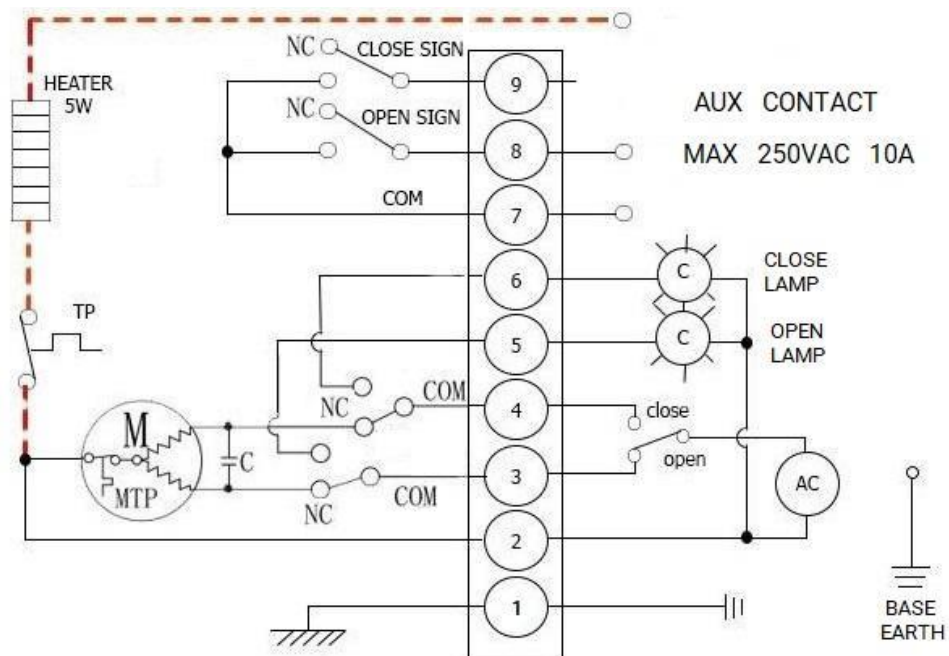 NC
CLOSE SIGN
9
HEATER
5W
NC
OPEN SIGN
8
AUX CONTACT
MAX 250VAC 10A
COM
7
6
C
CLOSE
LAMP
TP
5
C
OPEN
LAMP
NC
COM
4
close
open
M
MTP
C
NC
COM
3
AC
2
1
BASE
EARTH